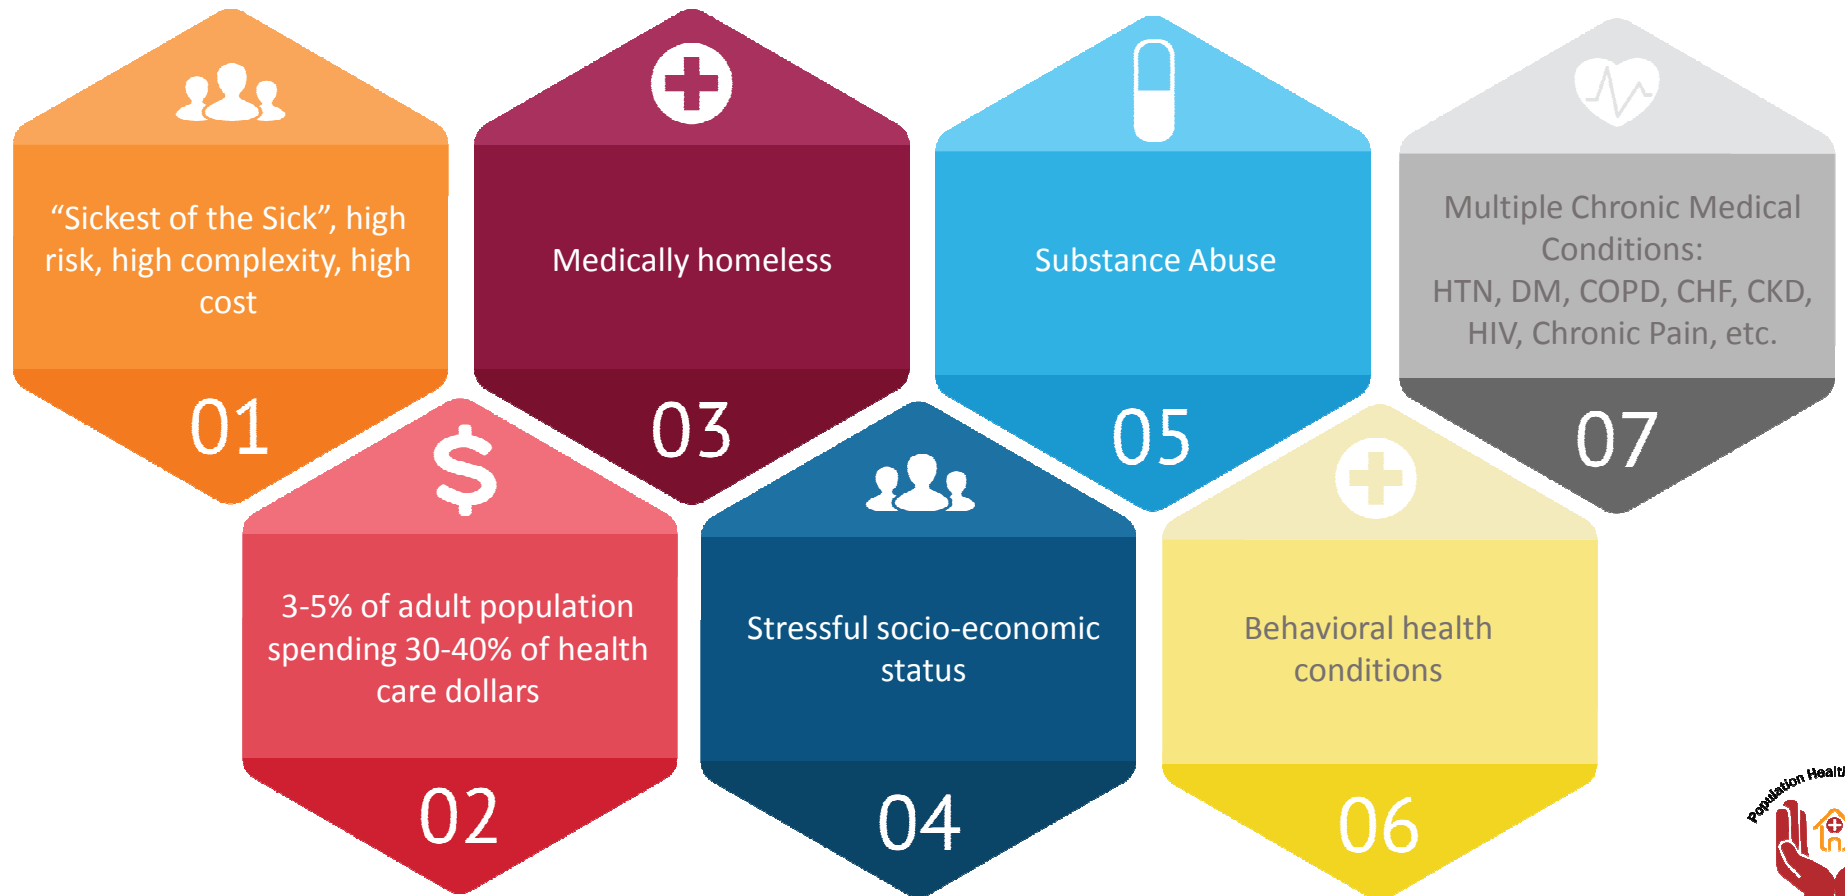 “Sickest of the Sick”, high
risk, high complexity, high
cost
01
3-5% of adult population
spending 30-40% of health
care dollars
02
Medically homeless
03
Stressful socio-economic
status
04
Substance Abuse
05
Behavioral health
conditions
06
Multiple Chronic Medical
Conditions:
HTN, DM, COPD, CHF, CKD,
HIV, Chronic Pain, etc.
07
Population Health